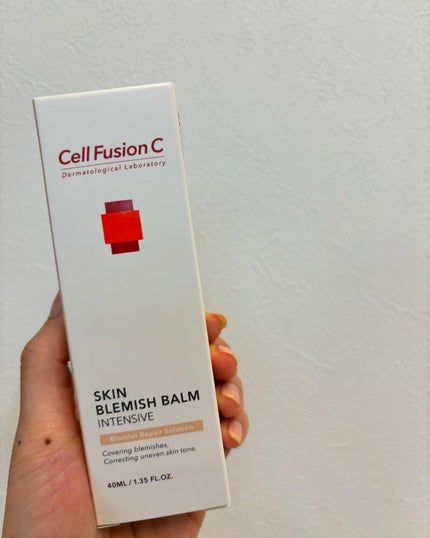 Cell Fusion C
Dermatological Laboratory
SKIN
BLEMISH BALM
INTENSIVE
Blemish Repair Solution
Covering blemishes,
Correcting uneven skin tone.
40ML / 1.35 FL.OZ.